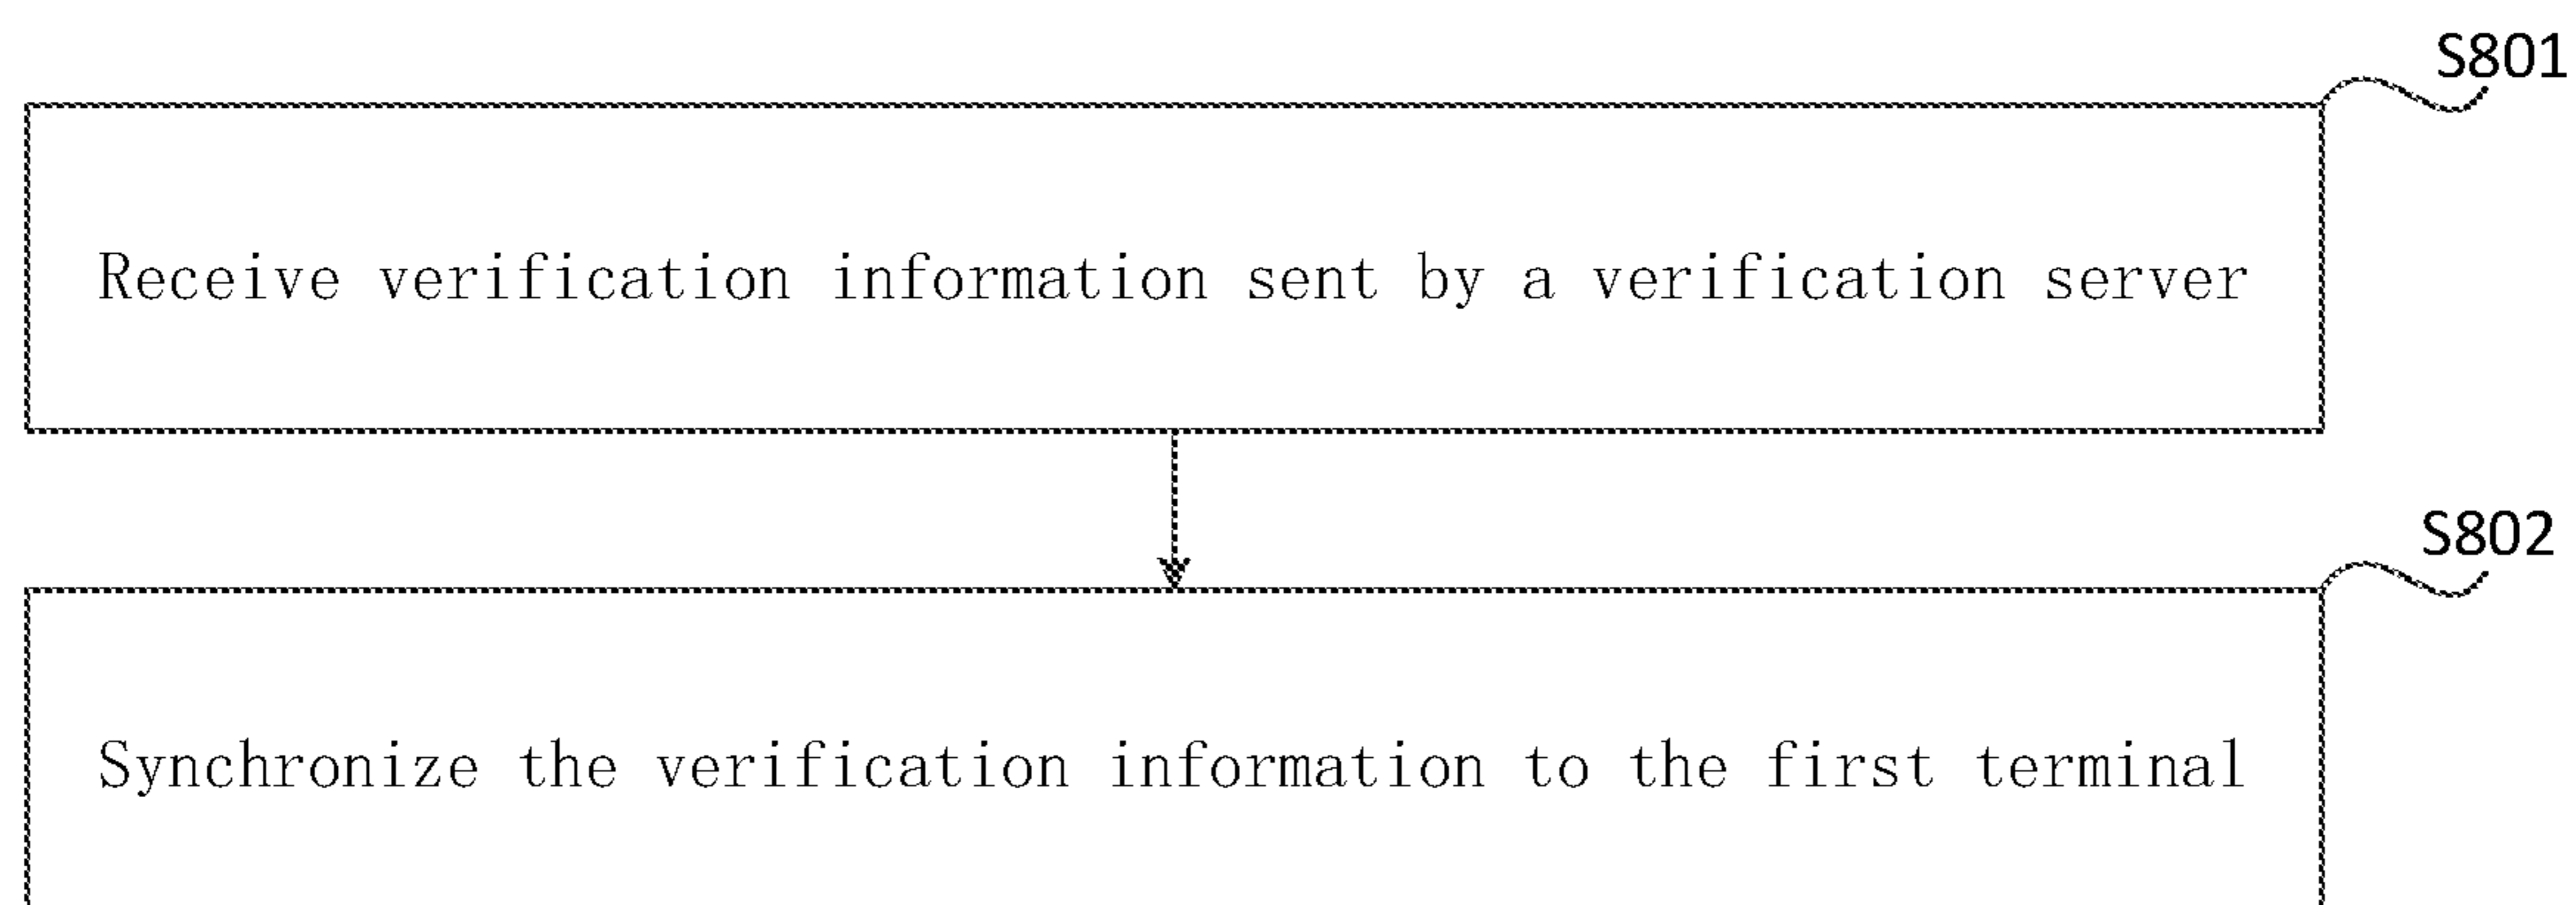 S801
Receive verification information sent by a verification server
S802
Synchronize the verification information to the first terminal